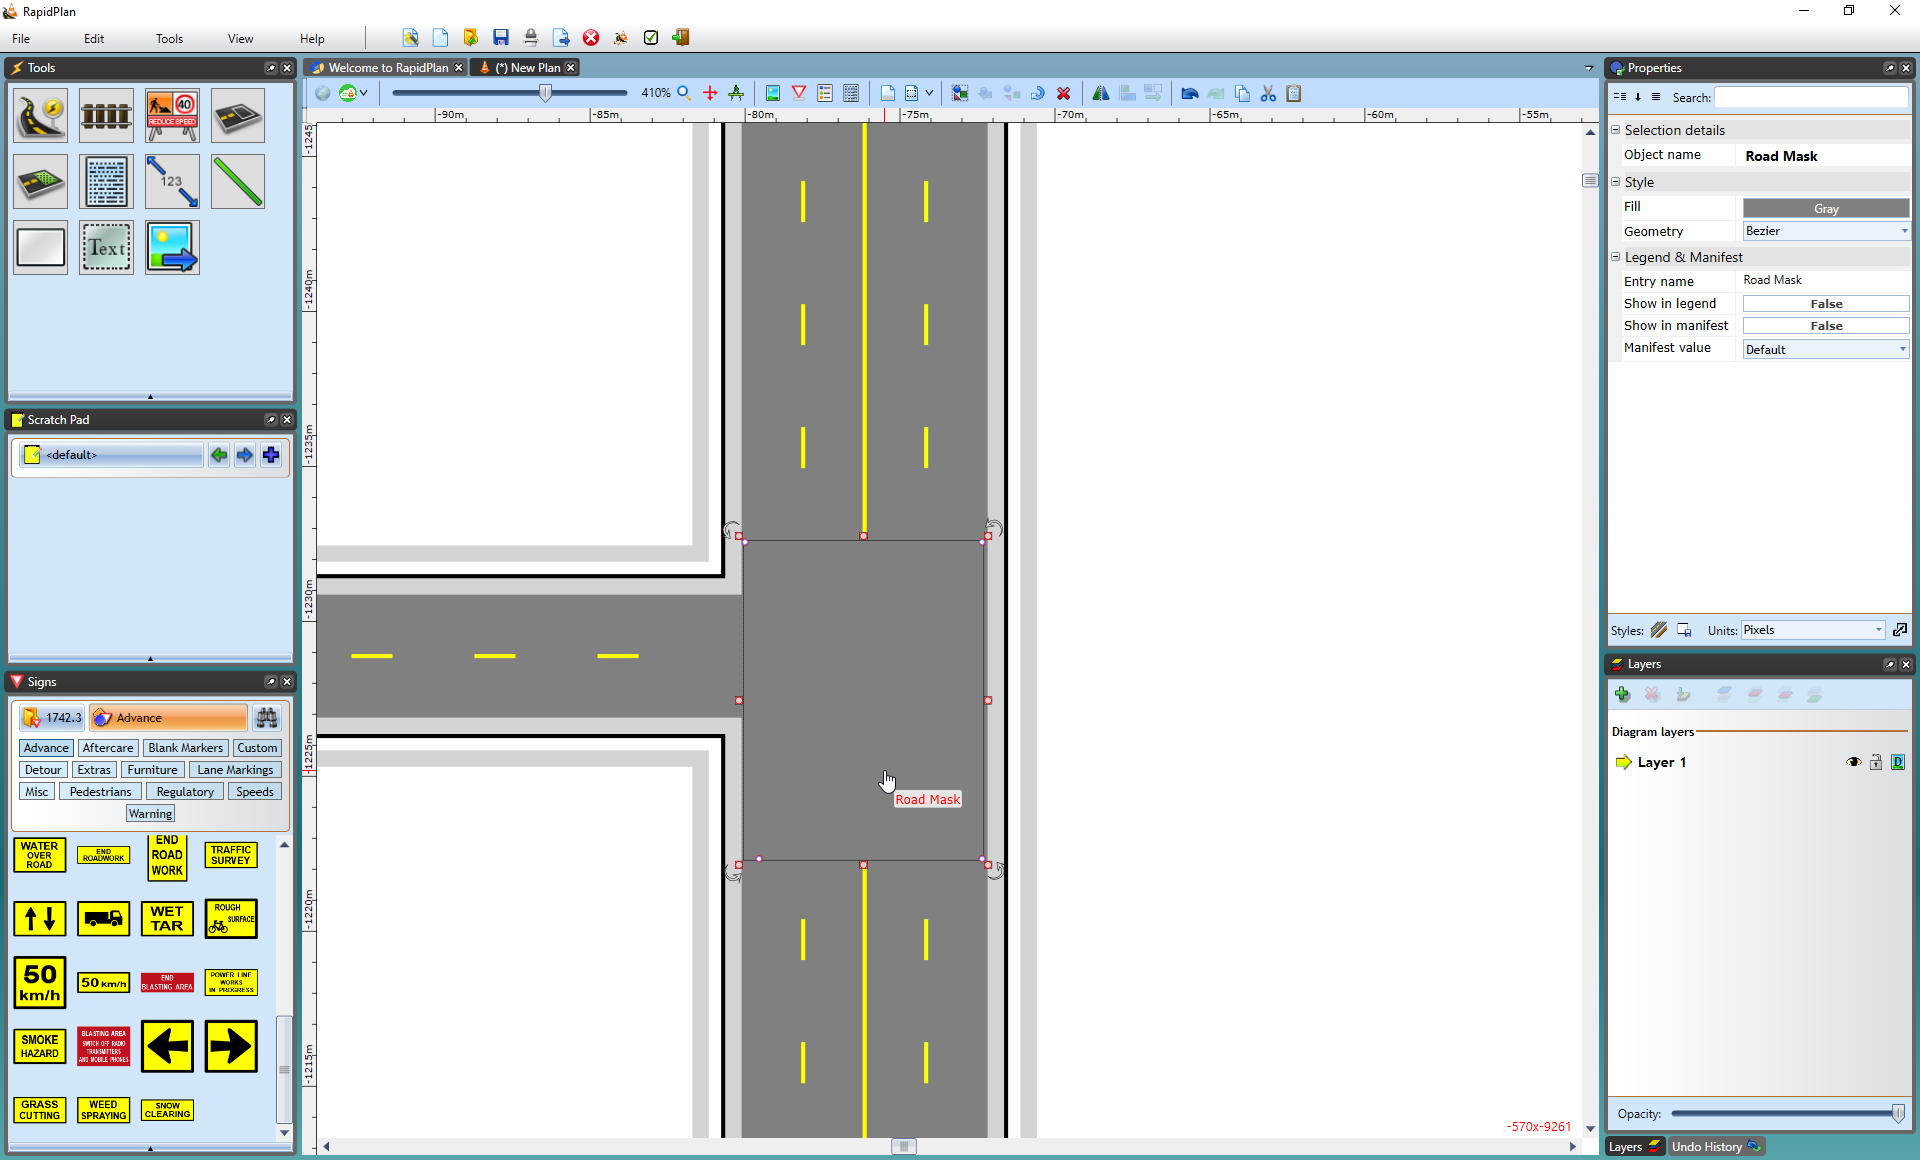 RapidPlan
File Edit Tools View Help
Tools
40
REDUCE SPEED
123
Text
Scratch Pad
<default>
Signs
1742.3 Advance
Advance Aftercare Blank Markers Custom
Detour Extras Furniture Lane Markings
Misc Pedestrians Regulatory Speeds
Warning
WATER OVER ROAD
END ROADWORK
END ROAD WORK
TRAFFIC SURVEY
WET TAR
ROUGH SURFACE
50 km/h
50 km/h
END BLASTING AREA
POWER LINE WORKS IN PROGRESS
SMOKE HAZARD
BLASTING AREA SWITCH OFF RADIO TRANSMITTERS AND MOBILE PHONES
GRASS CUTTING
WEED SPRAYING
SNOW CLEARING
Welcome to RapidPlan (*) New Plan
410%
-90m -85m -80m -75m -70m -65m -60m -55m
-1245
-1240m
-1235m
-1230m
-1225m
-1220m
-1215m
Road Mask
-570x-9261
Properties
Search:
Selection details
Object name Road Mask
Style
Fill Gray
Geometry Bezier
Legend & Manifest
Entry name Road Mask
Show in legend False
Show in manifest False
Manifest value Default
Styles: Units: Pixels
Layers
Diagram layers
Layer 1 D
Opacity:
Layers Undo History